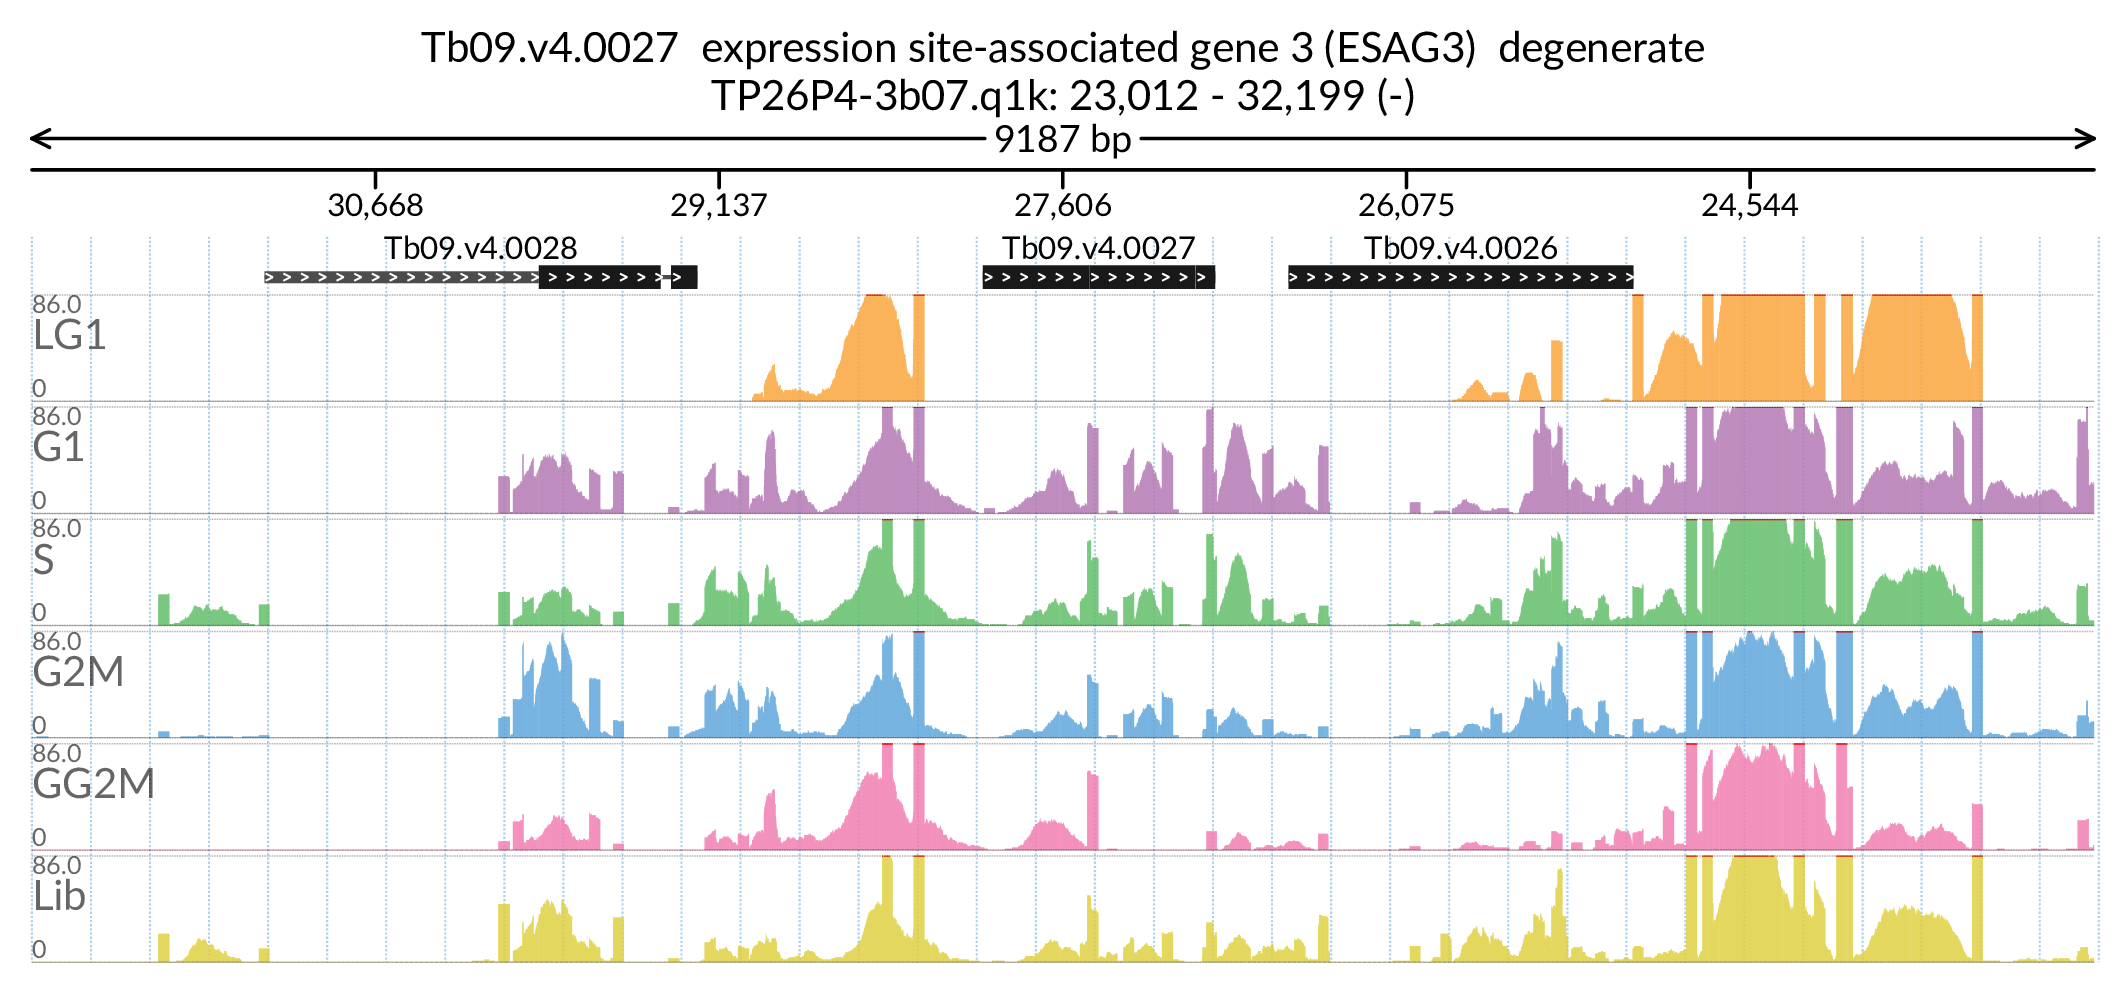 Tb09.v4.0027 expression site-associated gene 3 (ESAG3) degenerate
TP26P4-3b07.q1k: 23,012 - 32,199 (-)
9187 bp
30,668 29,137 27,606 26,075 24,544
Tb09.v4.0028 Tb09.v4.0027 Tb09.v4.0026
86.0
LG1
0
86.0
G1
0
86.0
S
0
86.0
G2M
0
86.0
GG2M
0
86.0
Lib
0